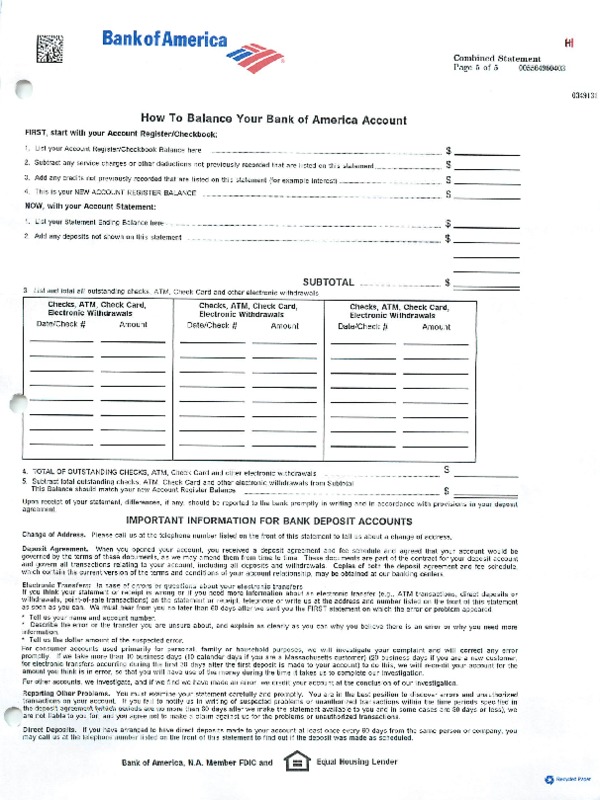 Bank of America
H
Combined Statement
Page 5 of 5
How To Balance Your Bank of America Account
FIRST, start with your Account Register/Checkbook:
1. List your Account Register/Checkbook Balance here $
2. Subtract any service charges or other deductions not previously recorded that are listed on this statement $
3. Add any credits not previously recorded that are listed on this statement (for example interest) $
4. This is your NEW ACCOUNT REGISTER BALANCE $
NOW, with your Account Statement:
1. List your Statement Ending Balance here $
2. Add any deposits not shown on this statement $
SUBTOTAL $
3. List and total all outstanding checks, ATM, Check Card and other electronic withdrawals
Checks, ATM, Check Card, Checks, ATM, Check Card, Checks, ATM, Check Card,
Electronic Withdrawals Electronic Withdrawals Electronic Withdrawals
Date/Check # Amount Date/Check # Amount Date/Check # Amount
4. TOTAL OF OUTSTANDING CHECKS, ATM, Check Card and other electronic withdrawals $
5. Subtract total outstanding checks, ATM, Check Card and other electronic withdrawals from Subtotal
This Balance should match your new Account Register Balance $
Upon receipt of your statement, differences, if any, should be reported to the bank promptly in writing and in accordance with provisions in your deposit
agreement.
IMPORTANT INFORMATION FOR BANK DEPOSIT ACCOUNTS
Change of Address. Please call us at the telephone number listed on the front of this statement to tell us about a change of address.
Deposit Agreement. When you opened your account, you received a deposit agreement and fee schedule and agreed that your account would be
governed by the terms of these documents, as we may amend them from time to time. These documents are part of the contract for your deposit account
and govern all transactions relating to your account, including all deposits and withdrawals. Copies of both the deposit agreement and fee schedule,
which contain the current version of the terms and conditions of your account relationship, may be obtained at our banking centers.
Electronic Transfers: In case of errors or questions about your electronic transfers
If you think your statement or receipt is wrong or if you need more information about an electronic transfer (e.g., ATM transactions, direct deposits or
withdrawals, point-of-sale transactions) on the statement or receipt, telephone or write us at the address and number listed on the front of this statement
as soon as you can. We must hear from you no later than 60 days after we sent you the FIRST statement on which the error or problem appeared.
* Tell us your name and account number.
* Describe the error or the transfer you are unsure about, and explain as clearly as you can why you believe there is an error or why you need more
information.
* Tell us the dollar amount of the suspected error.
For consumer accounts used primarily for personal, family or household purposes, we will investigate your complaint and will correct any error
promptly. If we take more than 10 business days (10 calendar days if you are a Massachusetts customer) (20 business days if you are a new customer,
for electronic transfers occurring during the first 30 days after the first deposit is made to your account) to do this, we will re-credit your account for the
amount you think is in error, so that you will have use of the money during the time it takes us to complete our investigation.
For other accounts, we investigate, and if we find we have made an error, we credit your account at the conclusion of our investigation.
Reporting Other Problems. You must examine your statement carefully and promptly. You are in the best position to discover errors and unauthorized
transactions on your account. If you fail to notify us in writing of suspected problems or unauthorized transactions within the time periods specified in
the deposit agreement (which periods are no more than 60 days after we make the statement available to you and in some cases are 30 days or less), we
are not liable to you for, and you agree not to make a claim against us for the problems or unauthorized transactions.
Direct Deposits. If you have arranged to have direct deposits made to your account at least once every 60 days from the same person or company, you
may call us at the telephone number listed on the front of this statement to find out if the deposit was made as scheduled.
Bank of America, N.A. Member FDIC and Equal Housing Lender
Recycled Paper